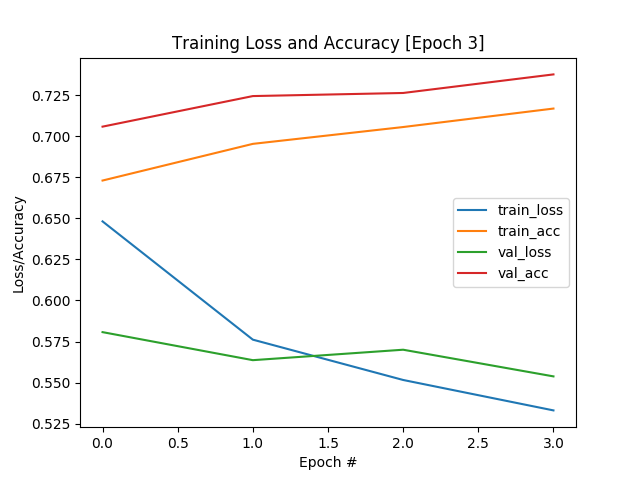 Training Loss and Accuracy [Epoch 3]
Loss/Accuracy
0.725
0.700
0.675
0.650
0.625
0.600
0.575
0.550
0.525
train_loss
train_acc
val_loss
val_acc
0.0 0.5 1.0 1.5 2.0 2.5 3.0
Epoch #